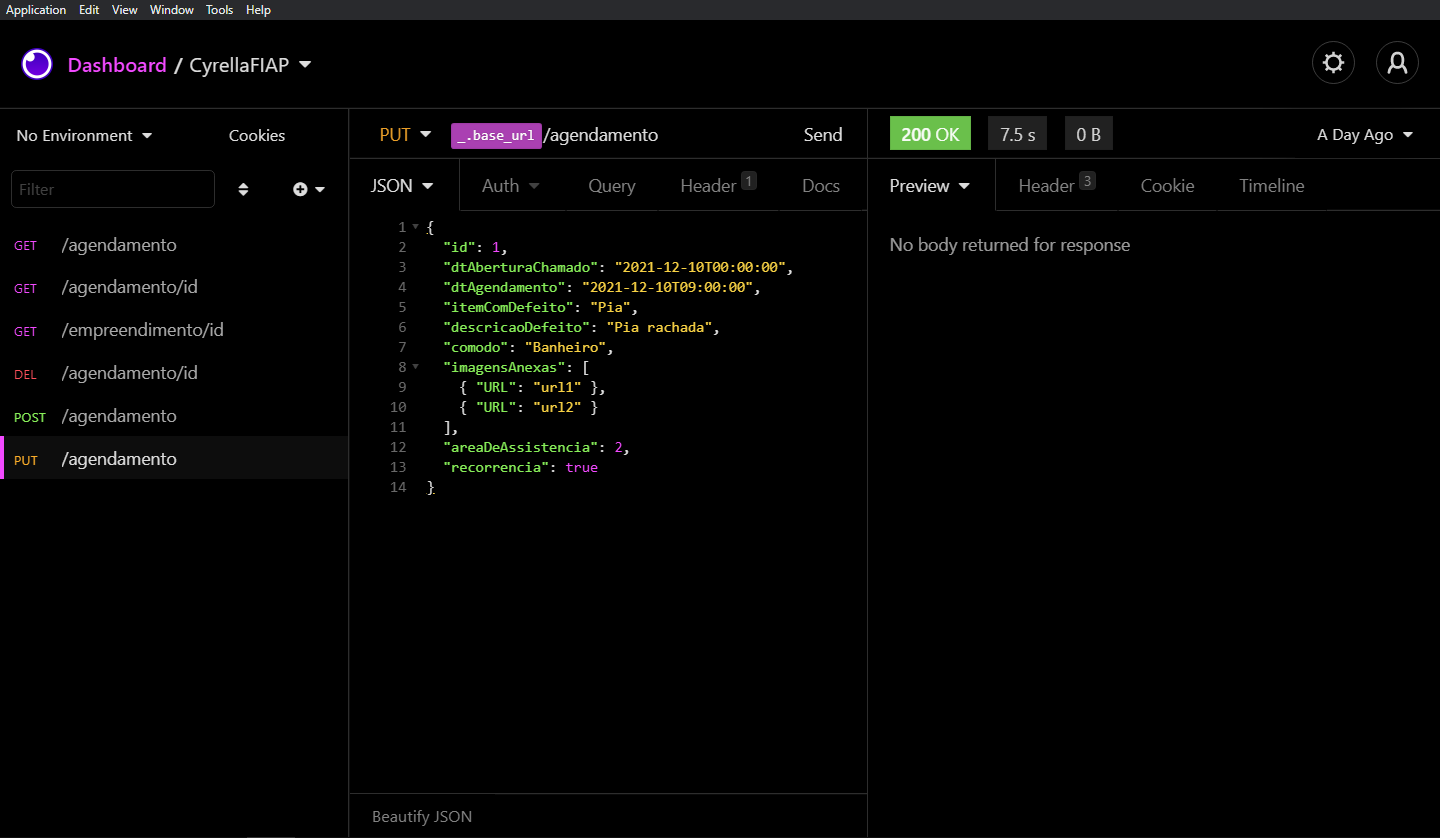 Application Edit View Window Tools Help
Dashboard / CyrellaFIAP
No Environment Cookies
Filter
GET /agendamento
GET /agendamento/id
GET /empreendimento/id
DEL /agendamento/id
POST /agendamento
PUT /agendamento
PUT _.base_url/agendamento Send
JSON Auth Query Header 1 Docs
1 {
2 "id": 1,
3 "dtAberturaChamado": "2021-12-10T00:00:00",
4 "dtAgendamento": "2021-12-10T09:00:00",
5 "itemComDefeito": "Pia",
6 "descricaoDefeito": "Pia rachada",
7 "comodo": "Banheiro",
8 "imagensAnexas": [
9 { "URL": "url1" },
10 { "URL": "url2" }
11 ],
12 "areaDeAssistencia": 2,
13 "recorrencia": true
14 }
Beautify JSON
200 OK 7.5 s 0 B A Day Ago
Preview Header 3 Cookie Timeline
No body returned for response